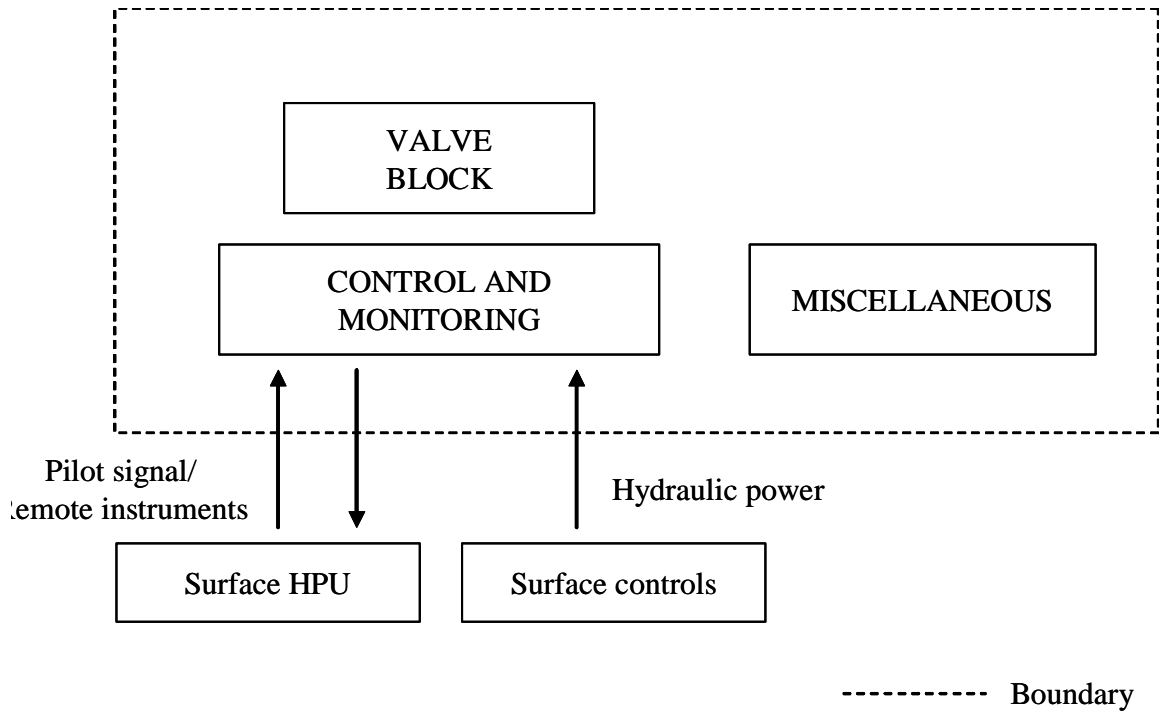 VALVE
BLOCK
CONTROL AND
MONITORING
MISCELLANEOUS
Pilot signal/
emote instruments
Hydraulic power
Surface HPU
Surface controls
Boundary